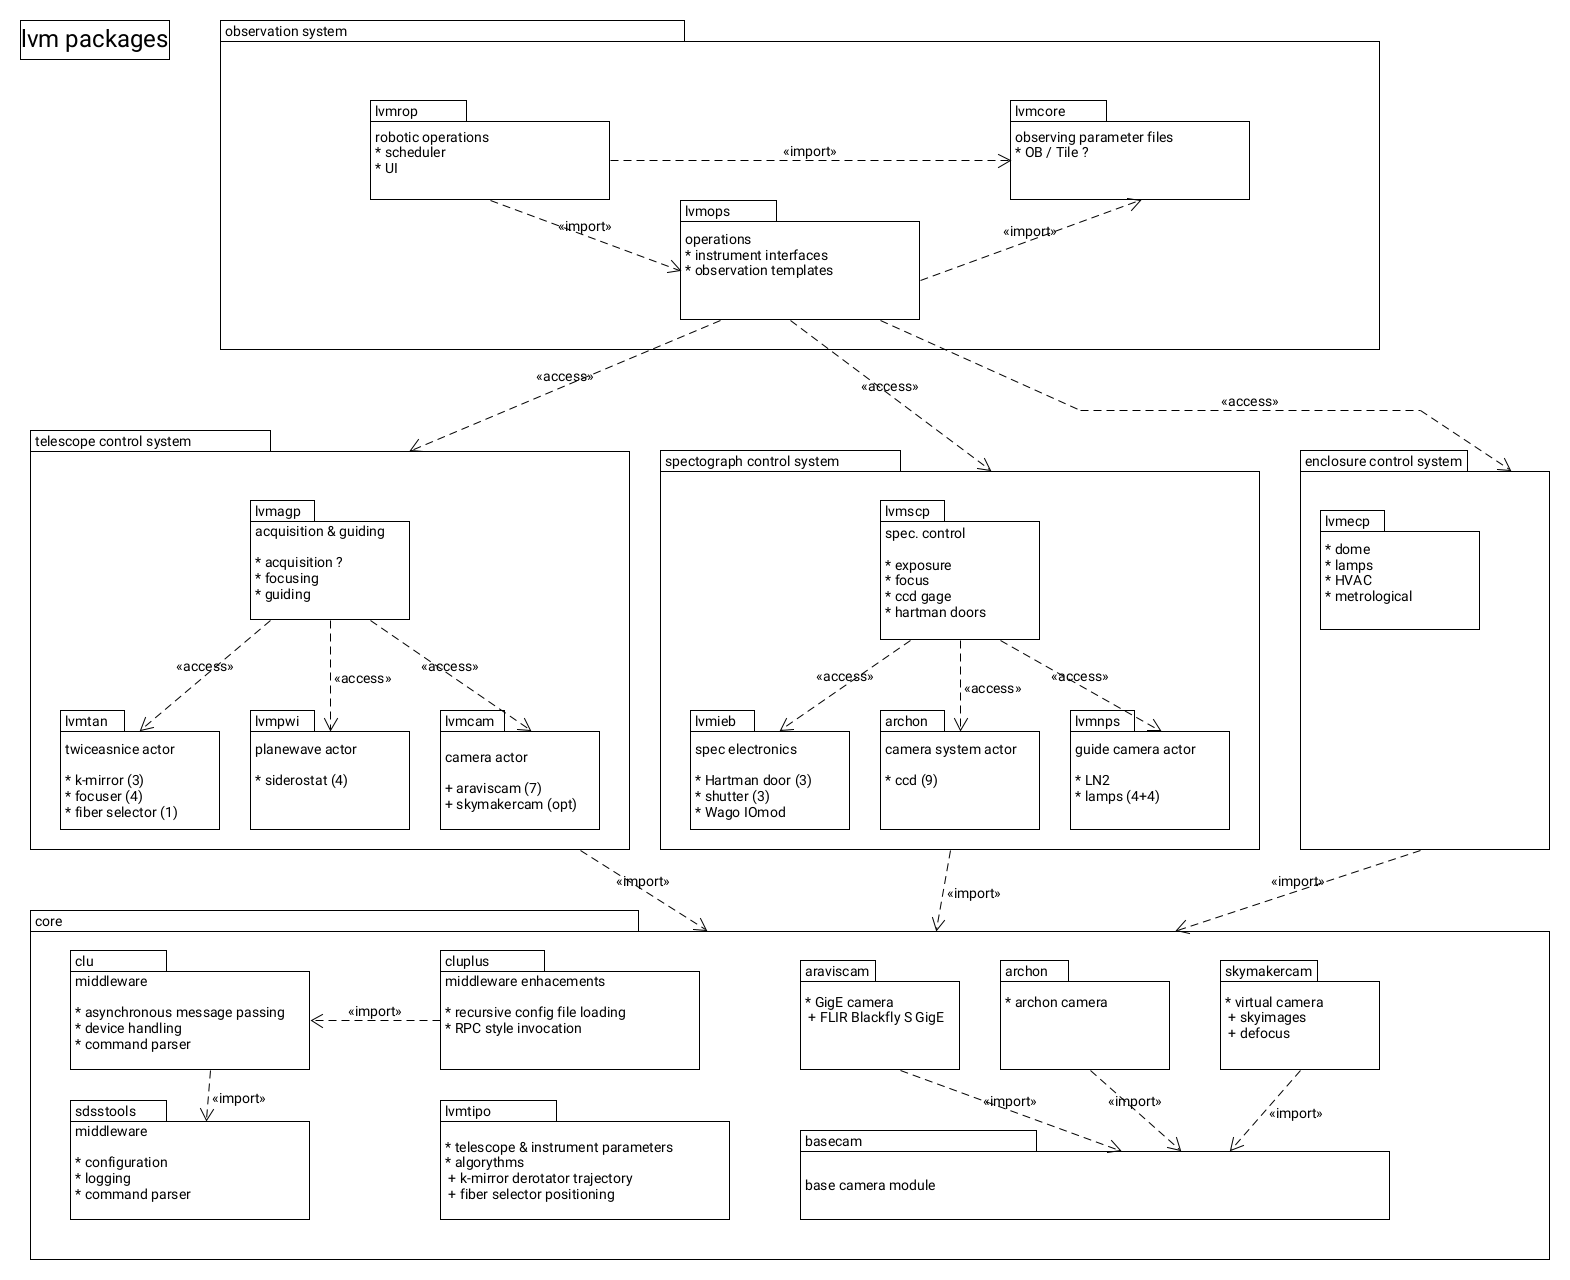 lvm packages
observation system
lvmrop
robotic operations
* scheduler
* UI
«import»
lvmcore
observing parameter files
* OB / Tile ?
«import»
lvmops
operations
* instrument interfaces
* observation templates
«import»
«access»
«access»
«access»
telescope control system
lvmagp
acquisition & guiding
* acquisition ?
* focusing
* guiding
«access»
«access»
«access»
lvmtan
twiceasnice actor
* k-mirror (3)
* focuser (4)
* fiber selector (1)
lvmpwi
planewave actor
* siderostat (4)
lvmcam
camera actor
+ araviscam (7)
+ skymakercam (opt)
spectograph control system
lvmscp
spec. control
* exposure
* focus
* ccd gage
* hartman doors
«access»
«access»
«access»
lvmieb
spec electronics
* Hartman door (3)
* shutter (3)
* Wago IOmod
archon
camera system actor
* ccd (9)
lvmnps
guide camera actor
* LN2
* lamps (4+4)
enclosure control system
lvmecp
* dome
* lamps
* HVAC
* metrological
«import»
«import»
«import»
core
clu
middleware
* asynchronous message passing
* device handling
* command parser
«import»
cluplus
middleware enhacements
* recursive config file loading
* RPC style invocation
«import»
sdsstools
middleware
* configuration
* logging
* command parser
lvmtipo
* telescope & instrument parameters
* algorythms
+ k-mirror derotator trajectory
+ fiber selector positioning
araviscam
* GigE camera
+ FLIR Blackfly S GigE
archon
* archon camera
skymakercam
* virtual camera
+ skyimages
+ defocus
«import»
«import»
«import»
basecam
base camera module